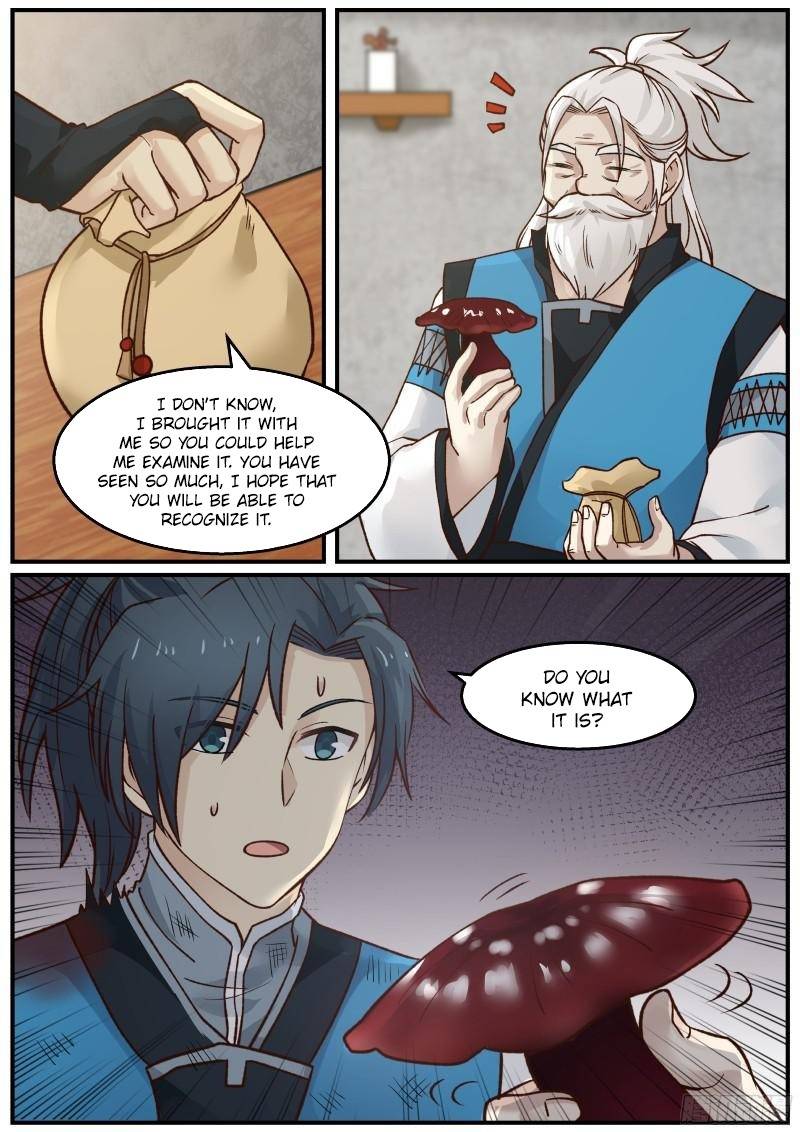 I DON'T KNOW,
I BROUGHT IT WITH
ME SO YOU COULD HELP
ME EXAMINE IT. YOU HAVE
SEEN SO MUCH, I HOPE THAT
YOU WILL BE ABLE TO
RECOGNIZE IT.
DO YOU
KNOW WHAT
IT IS?